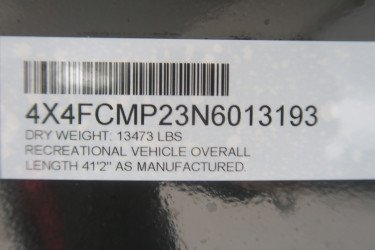 4X4FCMP23N6013193
DRY WEIGHT: 13473 LBS
RECREATIONAL VEHICLE OVERALL
LENGTH 41'2" AS MANUFACTURED.